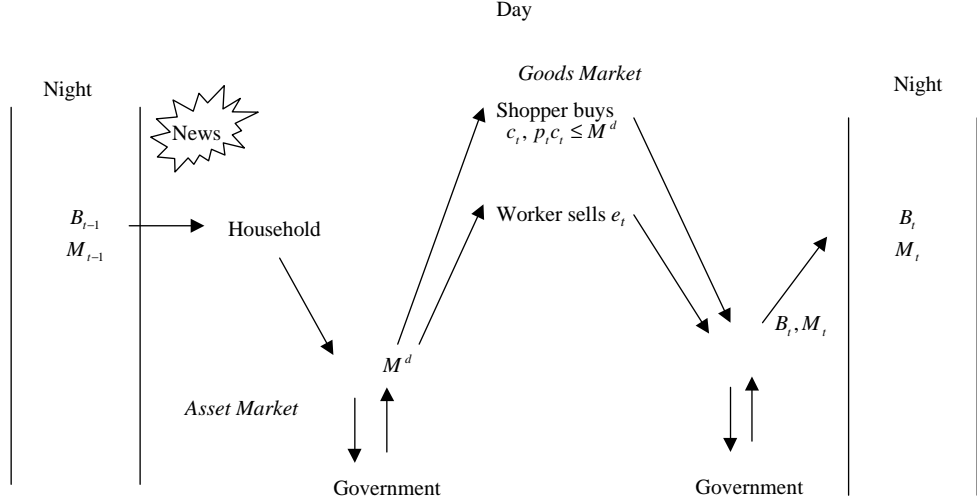 Day
Night
Goods Market
Night
News
Shopper buys
c_t, p_t c_t ≤ M^d
B_{t-1}
M_{t-1}
Household
Worker sells e_t
B_t
M_t
B_t, M_t
M^d
Asset Market
Government
Government